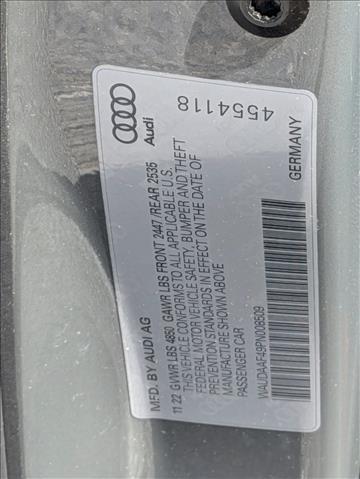 Audi
4554118
MFD. BY AUDI AG
11 22 GVWR LBS 4850 GAWR LBS FRONT 2447 / REAR 2535
THIS VEHICLE CONFORMS TO ALL APPLICABLE U.S.
FEDERAL MOTOR VEHICLE SAFETY, BUMPER AND THEFT
PREVENTION STANDARDS IN EFFECT ON THE DATE OF
MANUFACTURE SHOWN ABOVE
PASSENGER CAR
WAUDAAF49PN008509
GERMANY